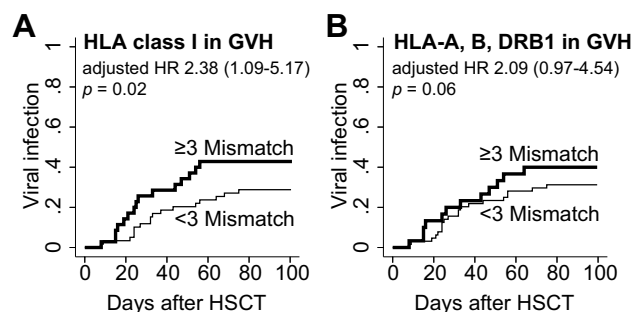 A
HLA class I in GVH
adjusted HR 2.38 (1.09-5.17)
p = 0.02
≥3 Mismatch
<3 Mismatch
Viral infection
1
.8
.6
.4
.2
0
0 20 40 60 80 100
Days after HSCT
B
HLA-A, B, DRB1 in GVH
adjusted HR 2.09 (0.97-4.54)
p = 0.06
≥3 Mismatch
<3 Mismatch
Viral infection
1
.8
.6
.4
.2
0
0 20 40 60 80 100
Days after HSCT